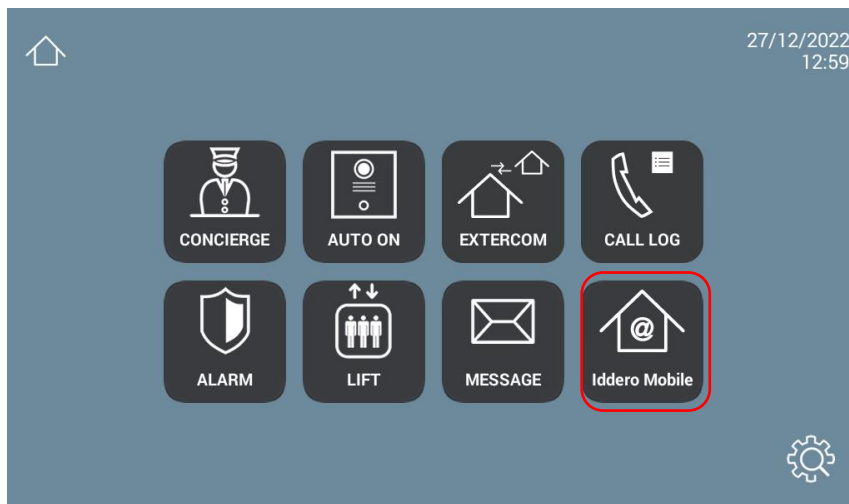 27/12/2022
12:59
CONCIERGE
AUTO ON
EXTERCOM
CALL LOG
ALARM
LIFT
MESSAGE
@
Iddero Mobile